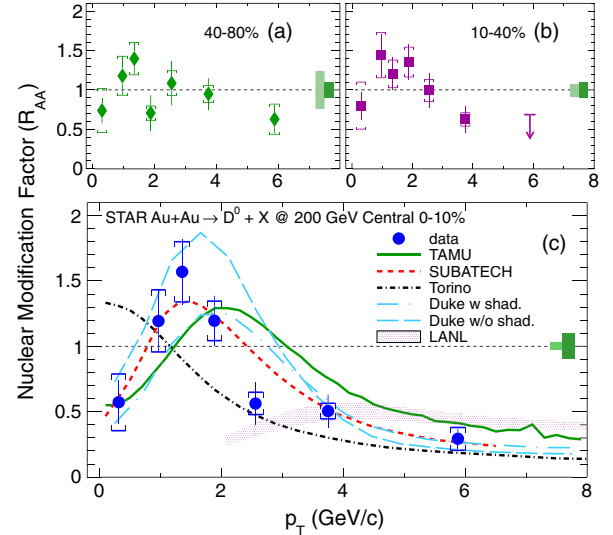 40-80% (a)
10-40% (b)
2
1.5
1
0.5
0
0 2 4 6
0 2 4 6 8
Nuclear Modification Factor (R_AA)
STAR Au+Au → D⁰ + X @ 200 GeV Central 0-10%
(c)
data
TAMU
SUBATECH
Torino
Duke w shad.
Duke w/o shad.
LANL
2
1.5
1
0.5
0
0 2 4 6 8
p_T (GeV/c)